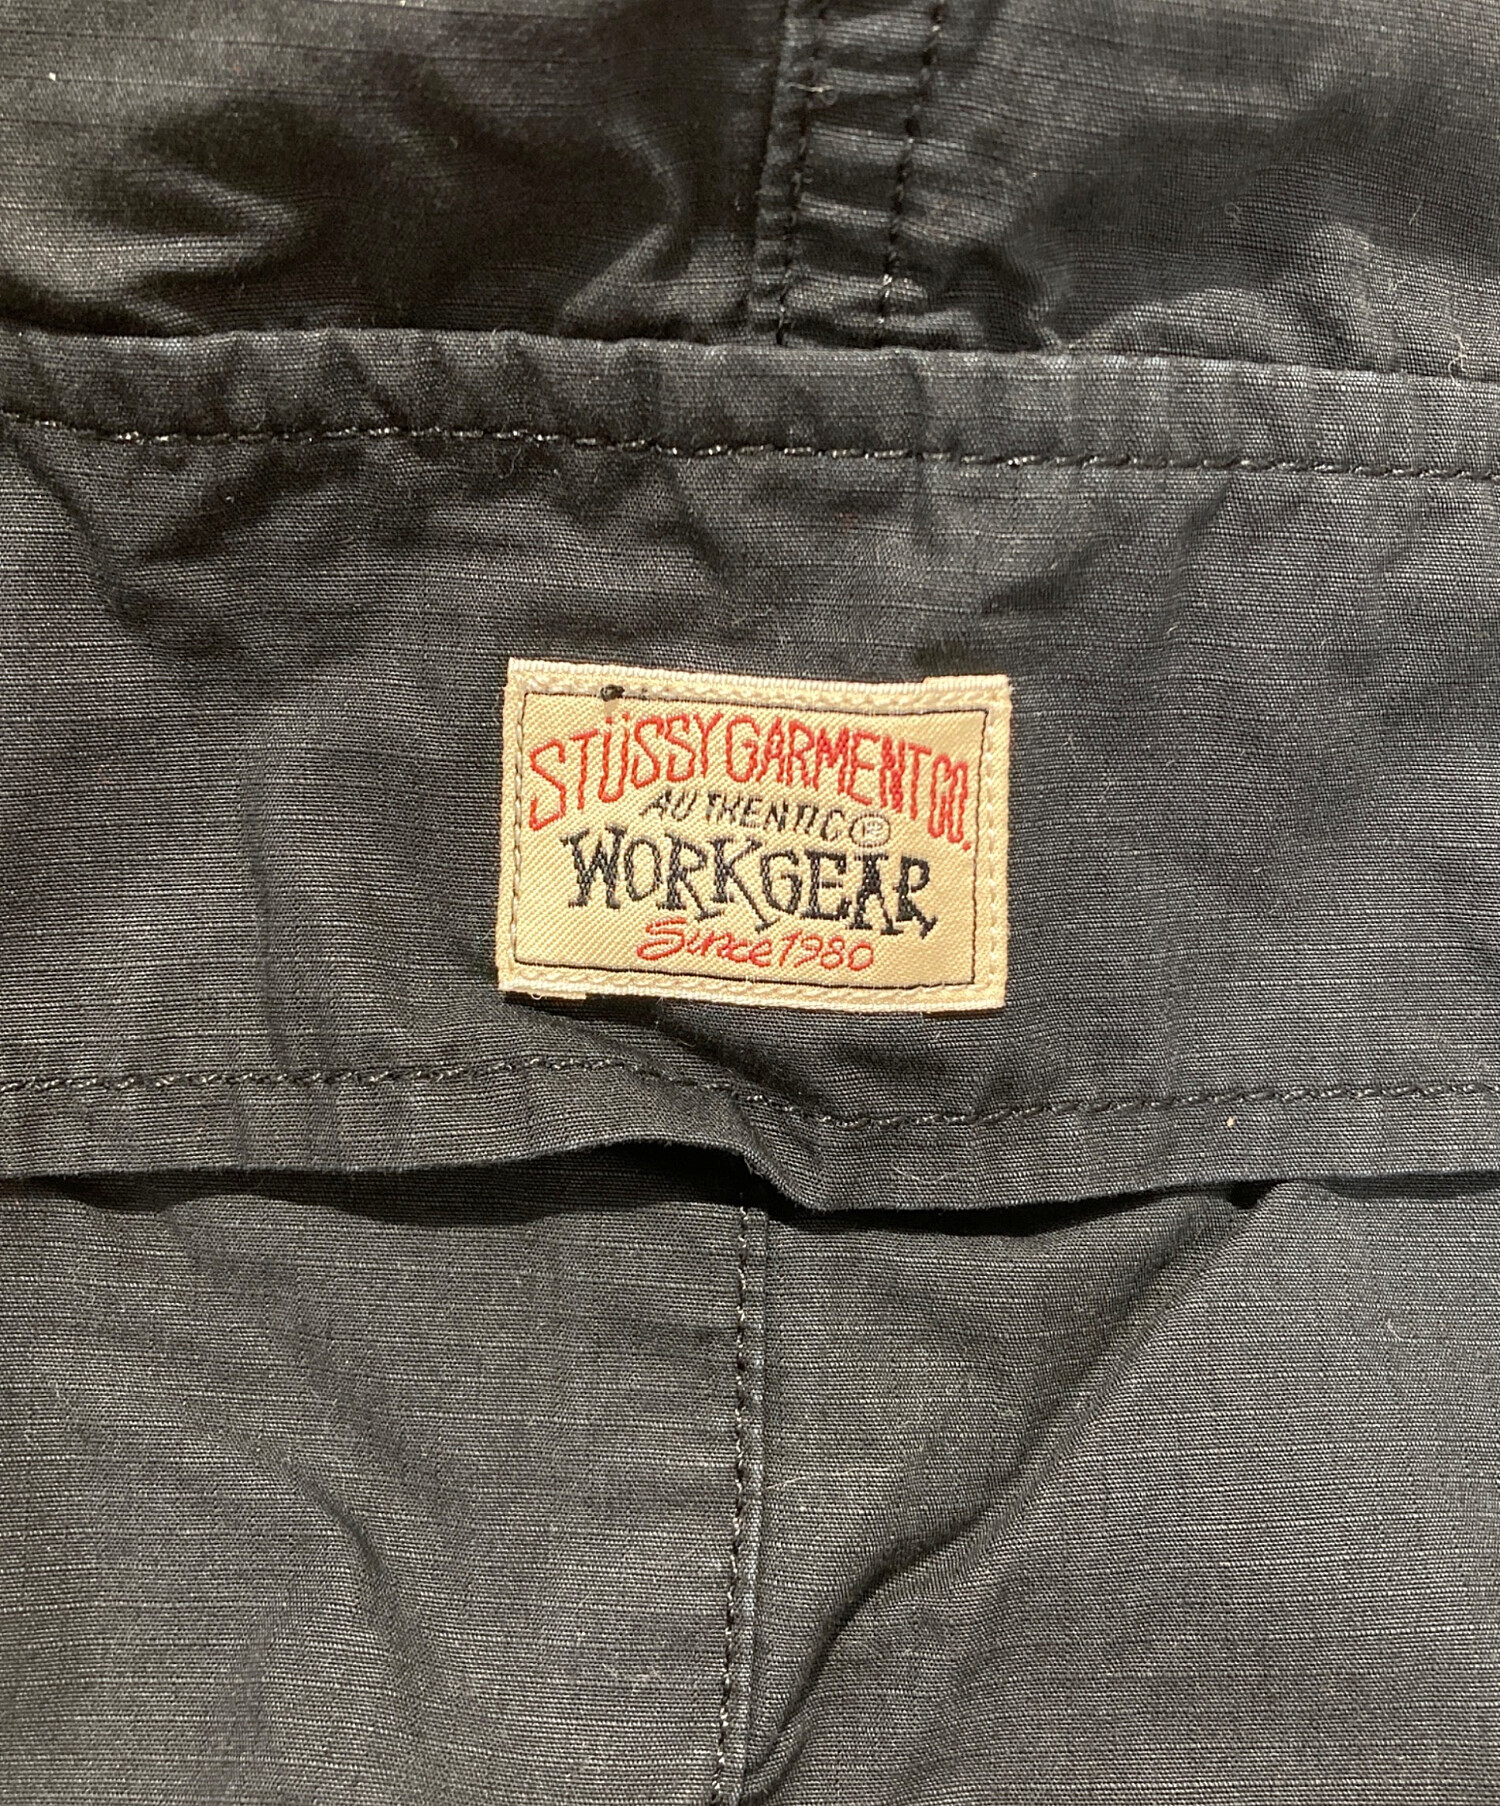 STÜSSY GARMENT CO.
AUTHENTIC ®
WORKGEAR
Since 1980